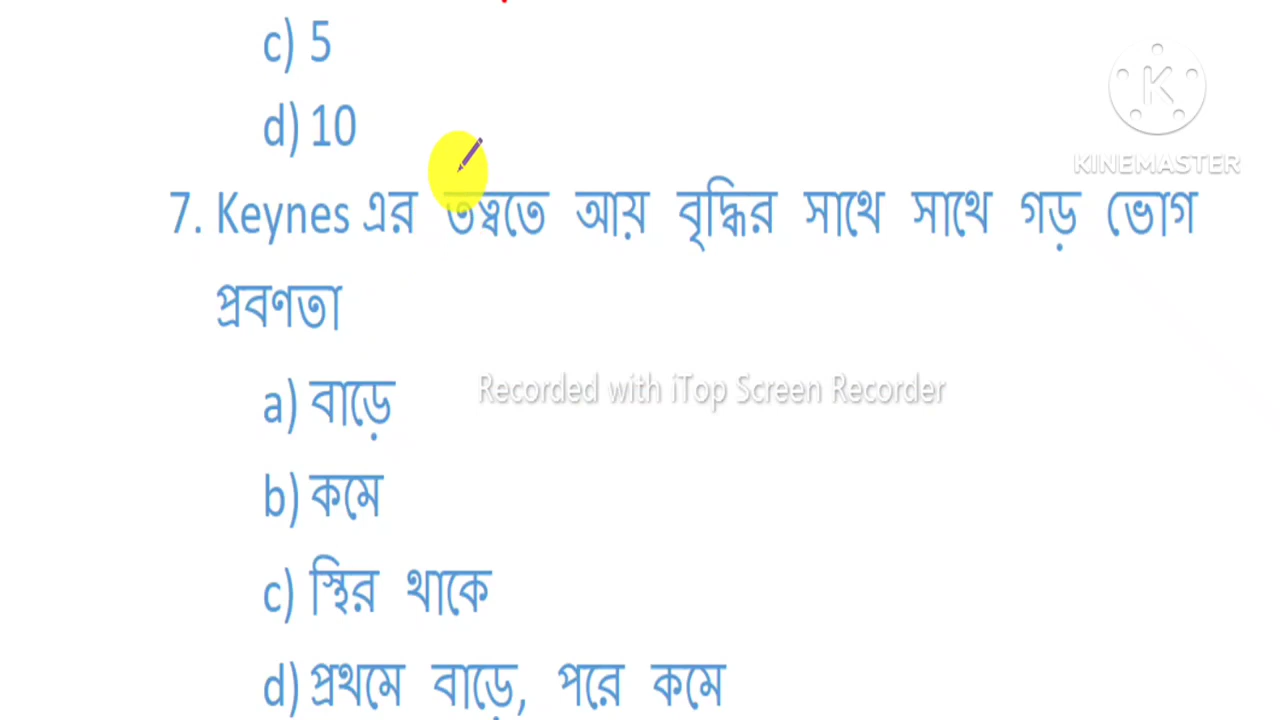 c) 5
d) 10
KINEMASTER
7. Keynes এর তত্বতে আয় বৃদ্ধির সাথে সাথে গড় ভোগ
প্রবণতা
a) বাড়ে
Recorded with iTop Screen Recorder
b) কমে
c) স্থির থাকে
d) প্রথমে বাড়ে, পরে কমে